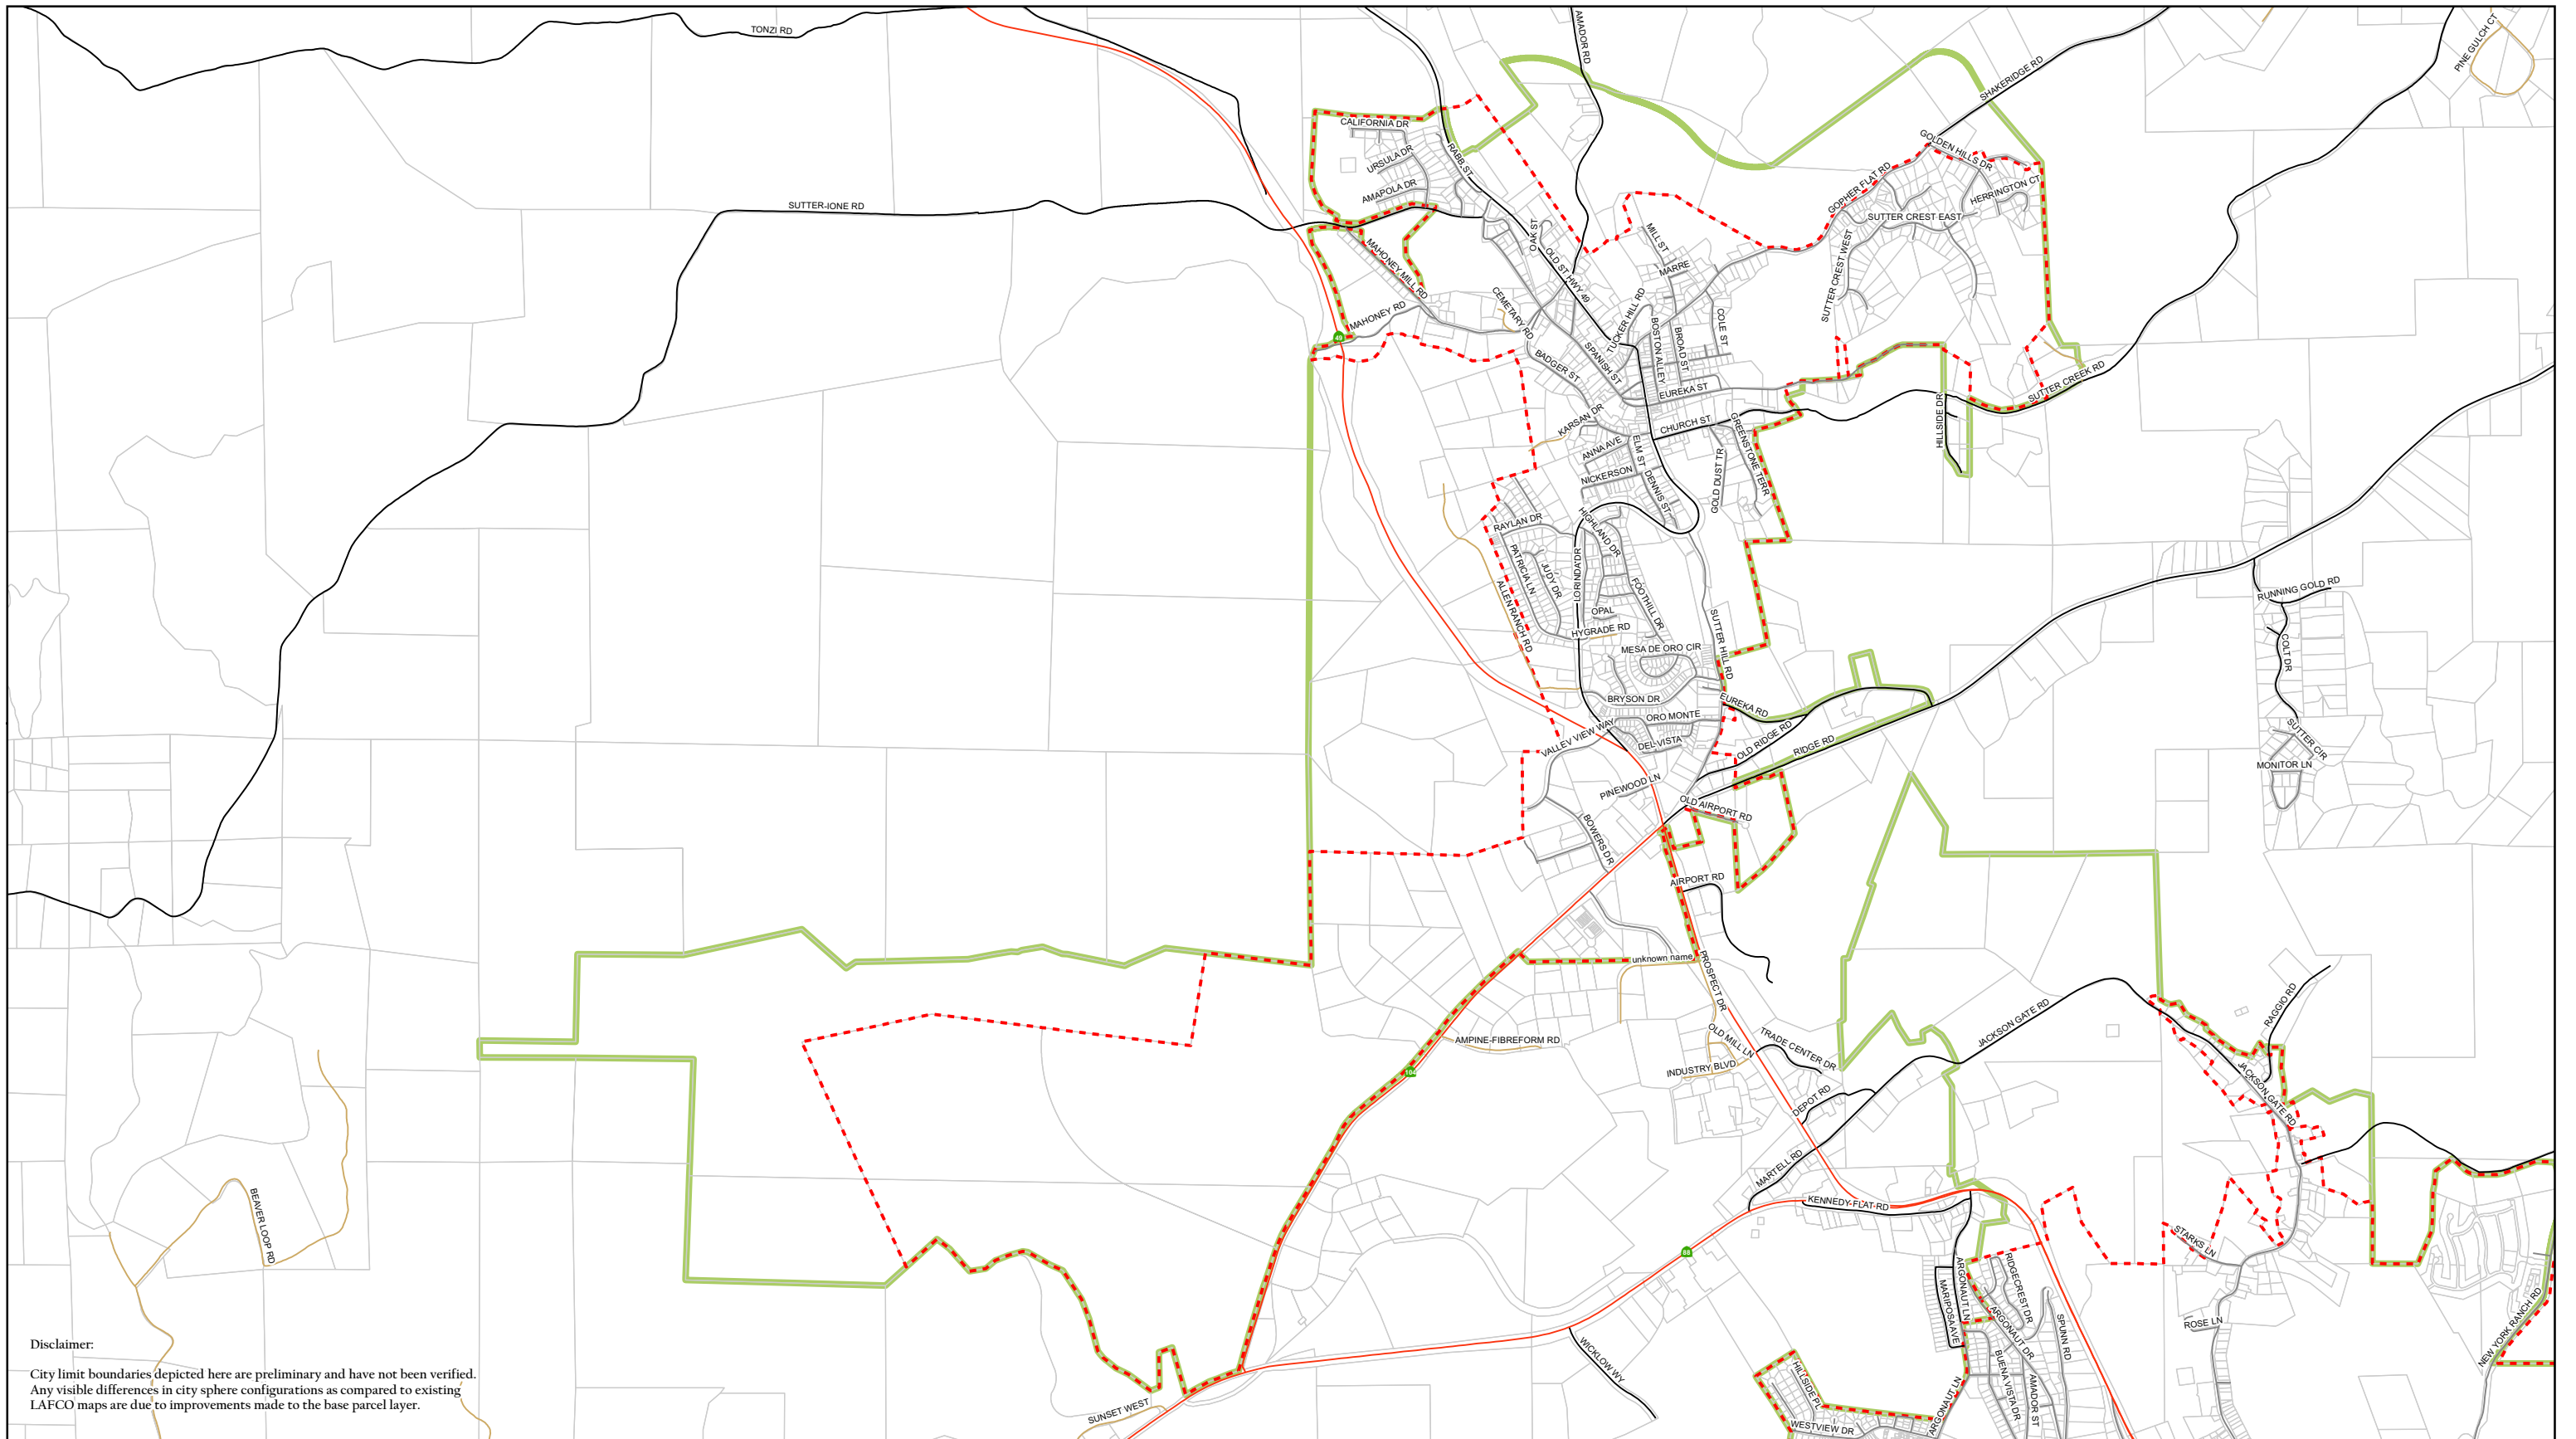 TONZI RD
AMADOR RD
PINE GULCH CT
SHAKERIDGE RD
CALIFORNIA DR
URSULA DR
RABB ST
AMAPOLA DR
GOLDEN HILLS DR
GOPHER FLAT RD
HERRINGTON CT
SUTTER CREST EAST
SUTTER-IONE RD
OAK ST
MILL ST
OLD ST HWY 49
MAHONEY MILL RD
MARRE
SUTTER CREST WEST
CEMETARY RD
MAHONEY RD
49
TUCKER HILL RD
BOSTON ALLEY
BROAD ST
COLE ST
SPANISH ST
BADGER ST
EUREKA ST
SUTTER CREEK RD
HILLSIDE DR
KARSAN DR
CHURCH ST
GREENSTONE TERR
ANNA AVE
ELM ST
NICKERSON
DENNIS ST
GOLD DUST TR
RAYLAN DR
HIGHLAND DR
PATRICIA LN
JUDY DR
LORINDA DR
ALLEN RANCH RD
FOOTHILL DR
OPAL
HYGRADE RD
SUTTER HILL RD
MESA DE ORO CIR
RUNNING GOLD RD
COLT DR
BRYSON DR
EUREKA RD
ORO MONTE
VALLEY VIEW WAY
DEL VISTA
OLD RIDGE RD
RIDGE RD
SUTTER CIR
MONITOR LN
PINEWOOD LN
OLD AIRPORT RD
BOWERS DR
AIRPORT RD
unknown name
PROSPECT DR
RAGGIO RD
JACKSON GATE RD
AMPINE-FIBREFORM RD
OLD MILL LN
TRADE CENTER DR
INDUSTRY BLVD
104
DEPOT RD
JACKSON GATE RD
MARTELL RD
KENNEDY-FLAT-RD
BEAVER LOOP RD
88
STARKS LN
ARGONAUT LN
RIDGECREST DR
MARIPOSA AVE
ARGONAUT DR
SPUNN RD
ROSE LN
NEW YORK RANCH RD
WICKLOW WY
HILLSIDE PL
BUENA VISTA DR
AMADOR ST
ARGONAUT LN
SUNSET WEST
WESTVIEW DR
Disclaimer:
City limit boundaries depicted here are preliminary and have not been verified.
Any visible differences in city sphere configurations as compared to existing
LAFCO maps are due to improvements made to the base parcel layer.